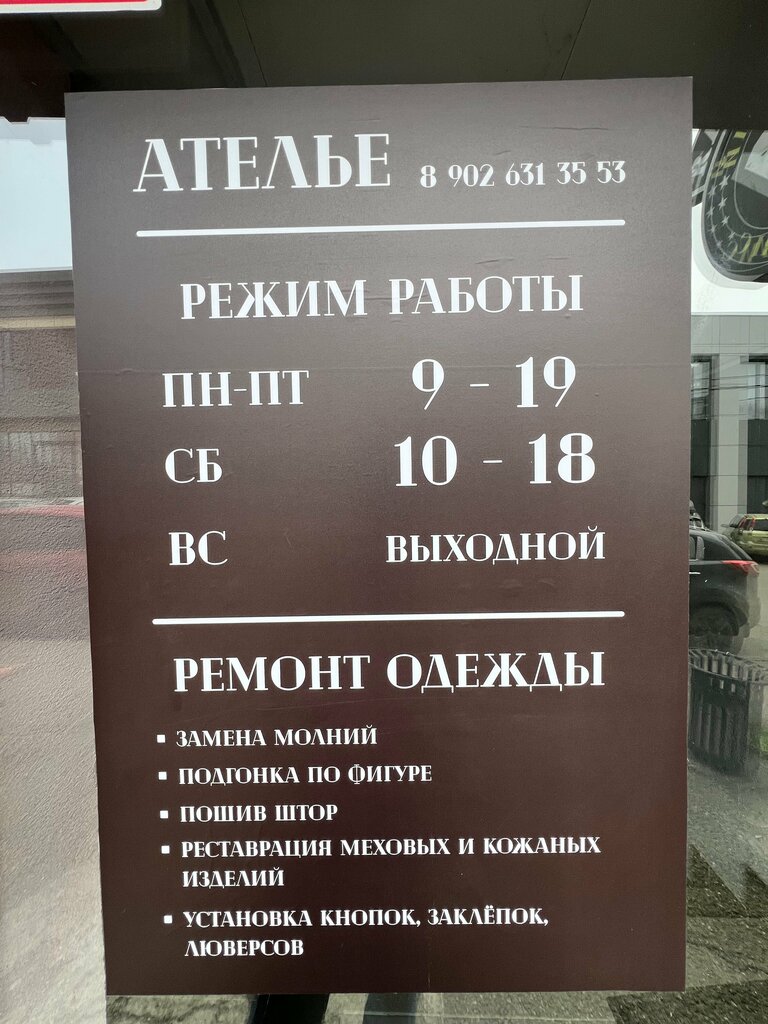 АТЕЛЬЕ 8 902 631 35 53
РЕЖИМ РАБОТЫ
ПН-ПТ 9 - 19
СБ 10 - 18
ВС ВЫХОДНОЙ
РЕМОНТ ОДЕЖДЫ
▪ ЗАМЕНА МОЛНИЙ
▪ ПОДГОНКА ПО ФИГУРЕ
▪ ПОШИВ ШТОР
▪ РЕСТАВРАЦИЯ МЕХОВЫХ И КОЖАНЫХ
ИЗДЕЛИЙ
▪ УСТАНОВКА КНОПОК, ЗАКЛЁПОК,
ЛЮВЕРСОВ